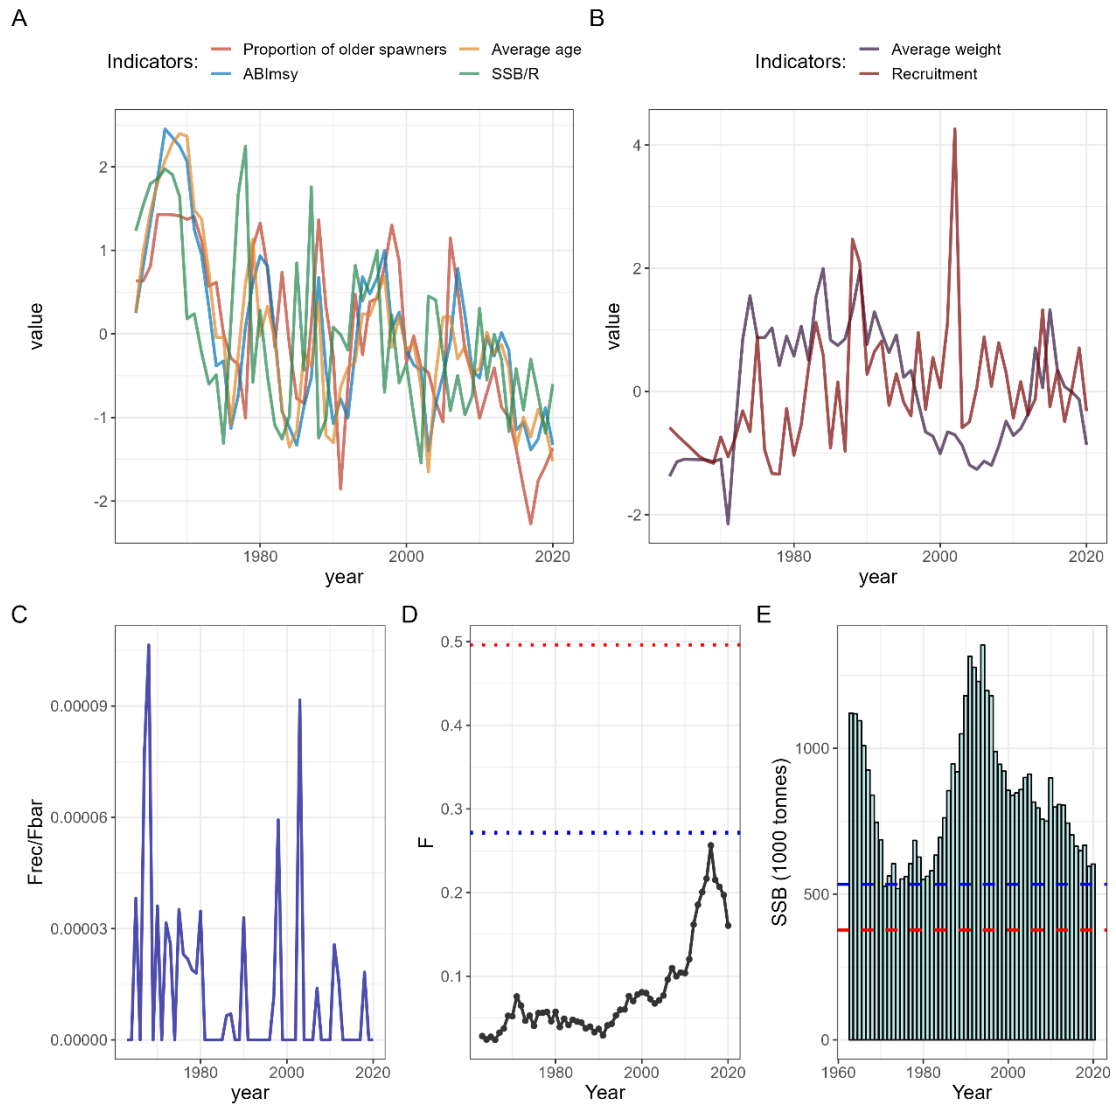 A
Indicators:
Proportion of older spawners
Average age
ABImsy
SSB/R
value
2
1
0
-1
-2
1980
2000
2020
year
B
Indicators:
Average weight
Recruitment
value
4
2
0
-2
1980
2000
2020
year
C
Frec/Fbar
0.00009
0.00006
0.00003
0.00000
1980
2000
2020
year
D
F
0.5
0.4
0.3
0.2
0.1
1980
2000
2020
Year
E
SSB (1000 tonnes)
1000
500
0
1960
1980
2000
2020
Year